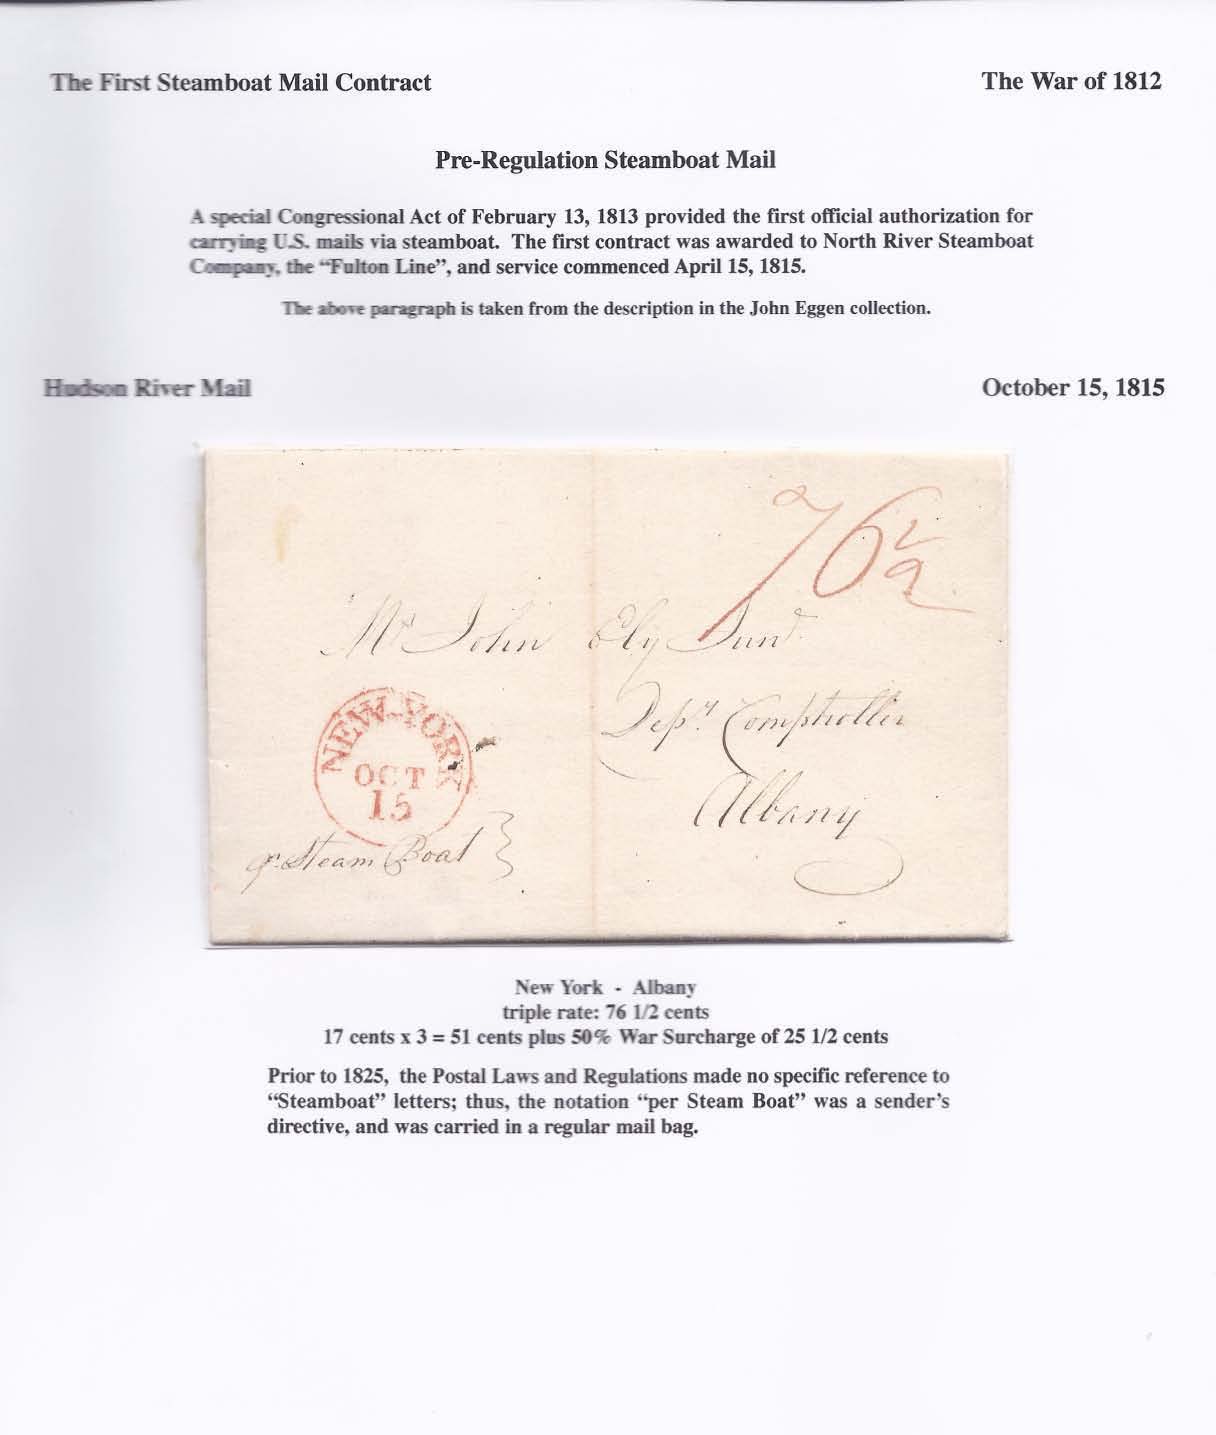 The First Steamboat Mail Contract
The War of 1812
Pre-Regulation Steamboat Mail
A special Congressional Act of February 13, 1813 provided the first official authorization for
carrying U.S. mails via steamboat. The first contract was awarded to North River Steamboat
Company, the “Fulton Line”, and service commenced April 15, 1815.
The above paragraph is taken from the description in the John Eggen collection.
Hudson River Mail
October 15, 1815
76 1/2
Mr John Ely Junr
Depy Comptroller
Albany
NEW-YORK
OCT
15
pr Steam Boat
New York - Albany
triple rate: 76 1/2 cents
17 cents x 3 = 51 cents plus 50% War Surcharge of 25 1/2 cents
Prior to 1825, the Postal Laws and Regulations made no specific reference to
“Steamboat” letters; thus, the notation “per Steam Boat” was a sender’s
directive, and was carried in a regular mail bag.